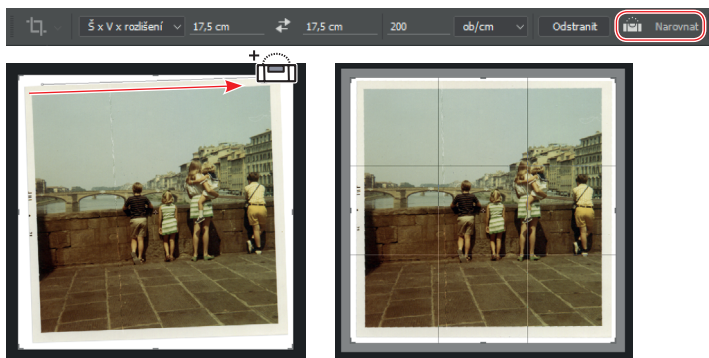 Š x V x rozlišení 17,5 cm 17,5 cm 200 ob/cm Odstranit Narovnat